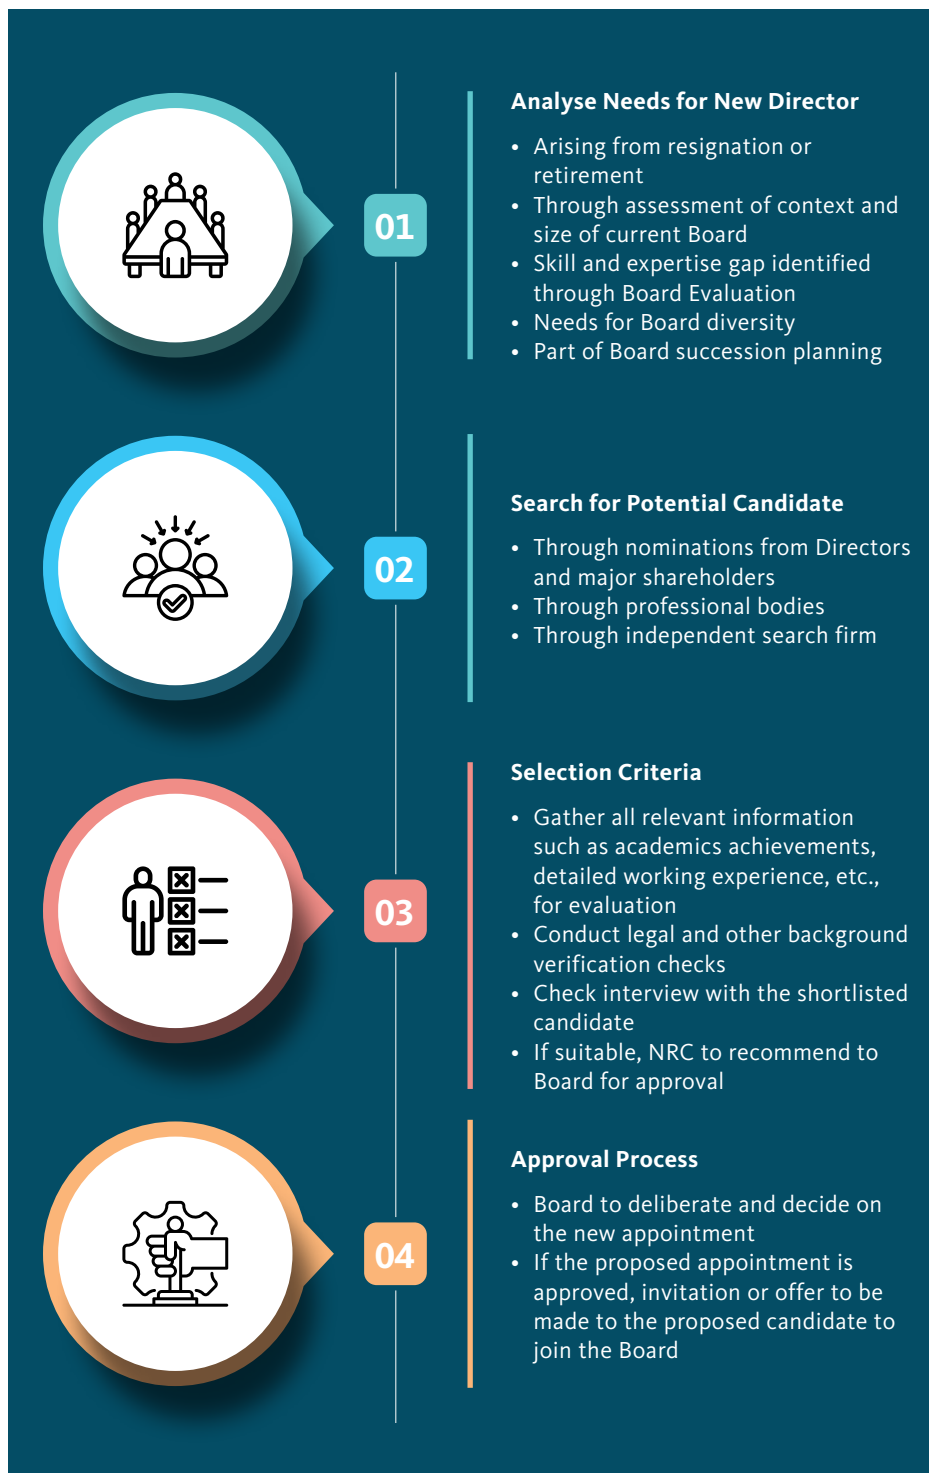 01
Analyse Needs for New Director
• Arising from resignation or
retirement
• Through assessment of context and
size of current Board
• Skill and expertise gap identified
through Board Evaluation
• Needs for Board diversity
• Part of Board succession planning
02
Search for Potential Candidate
• Through nominations from Directors
and major shareholders
• Through professional bodies
• Through independent search firm
03
Selection Criteria
• Gather all relevant information
such as academics achievements,
detailed working experience, etc.,
for evaluation
• Conduct legal and other background
verification checks
• Check interview with the shortlisted
candidate
• If suitable, NRC to recommend to
Board for approval
04
Approval Process
• Board to deliberate and decide on
the new appointment
• If the proposed appointment is
approved, invitation or offer to be
made to the proposed candidate to
join the Board